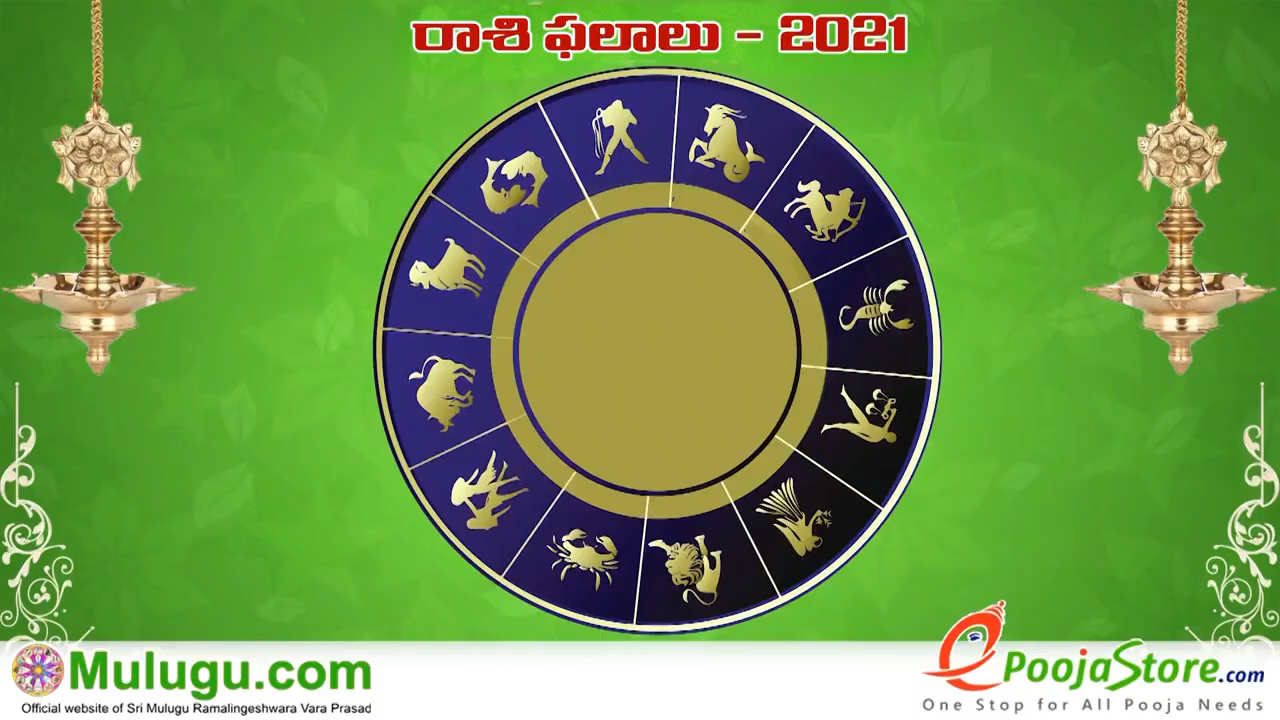 రాశి ఫలాలు - 2021
Mulugu.com
Official website of Sri Mulugu Ramalingeshwara Vara Prasad
ePoojaStore.com
One Stop for All Pooja Needs